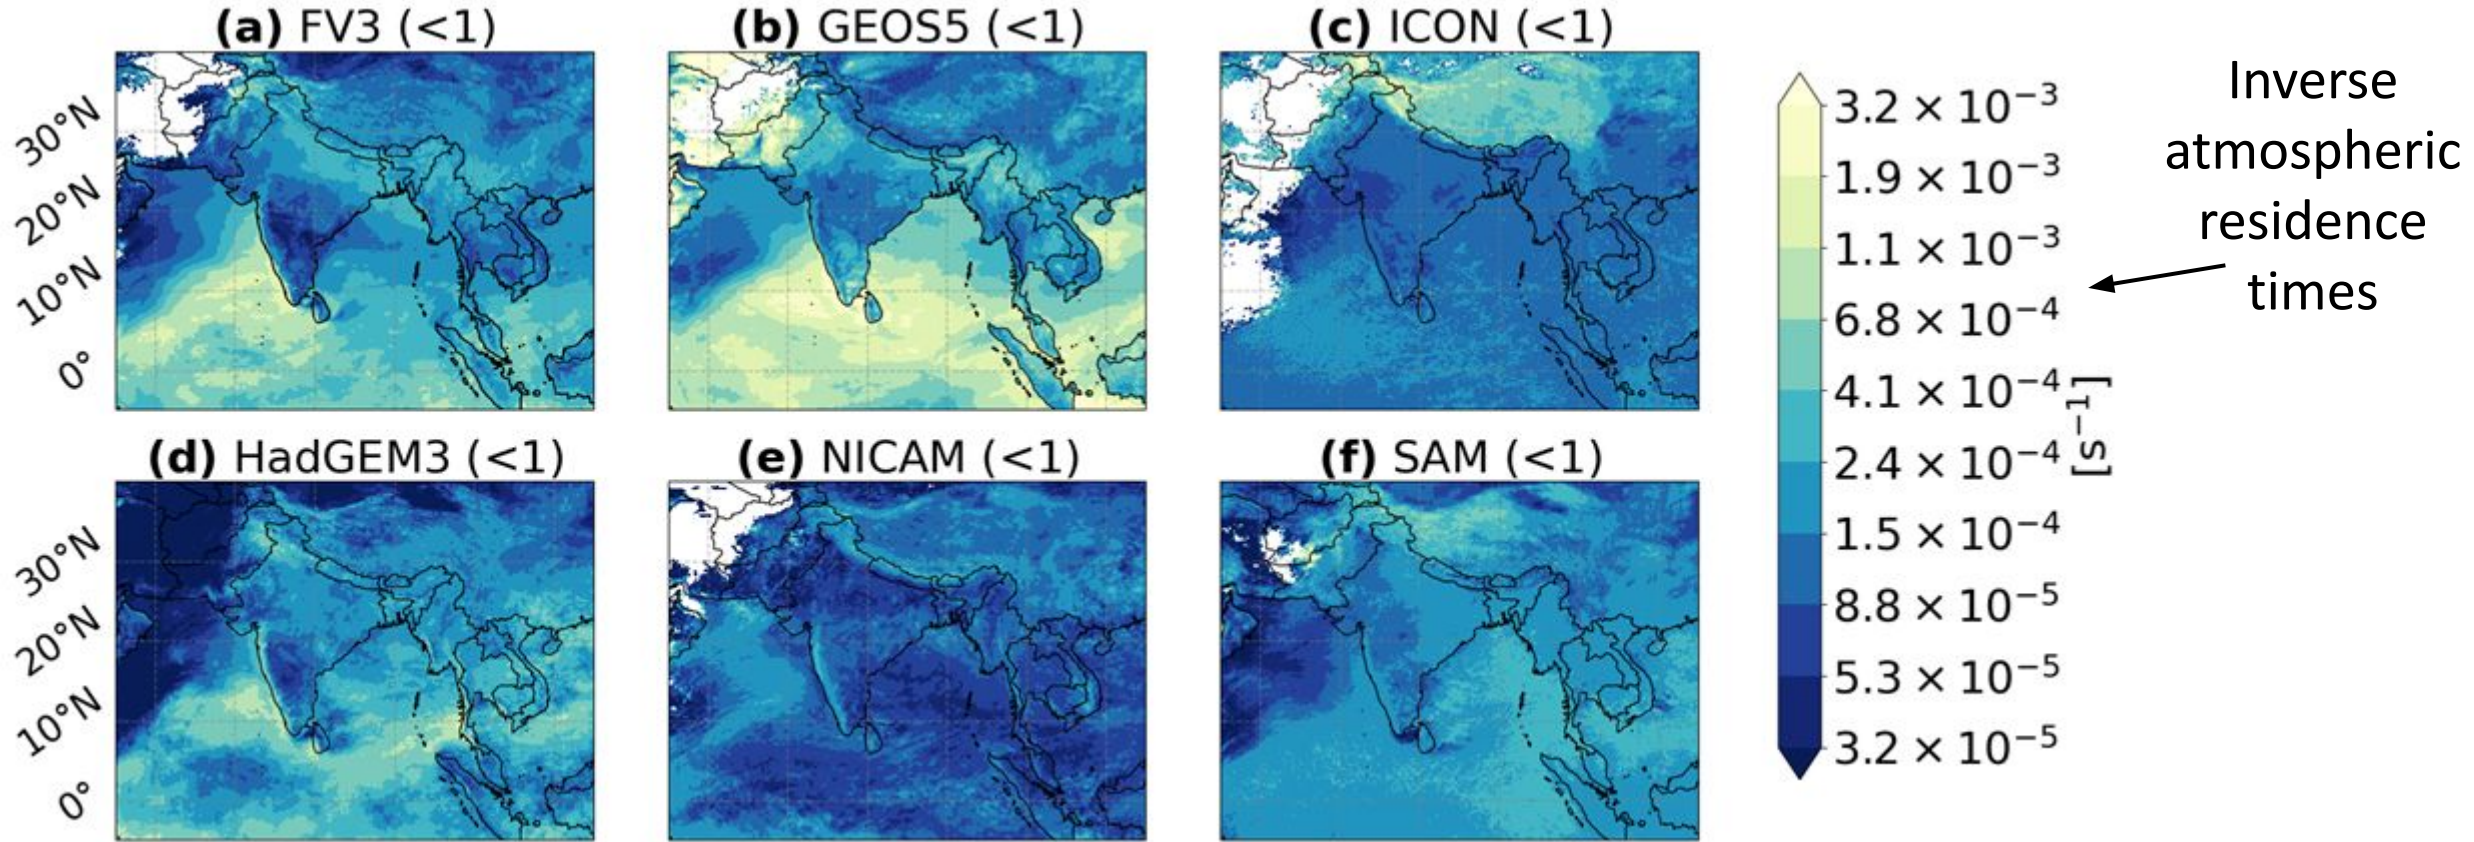 (a) FV3 (<1)
(b) GEOS5 (<1)
(c) ICON (<1)
30°N
20°N
10°N
0°
(d) HadGEM3 (<1)
(e) NICAM (<1)
(f) SAM (<1)
30°N
20°N
10°N
0°
3.2 × 10⁻³
1.9 × 10⁻³
1.1 × 10⁻³
6.8 × 10⁻⁴
4.1 × 10⁻⁴
2.4 × 10⁻⁴
1.5 × 10⁻⁴
8.8 × 10⁻⁵
5.3 × 10⁻⁵
3.2 × 10⁻⁵
[s⁻¹]
Inverse
atmospheric
residence
times